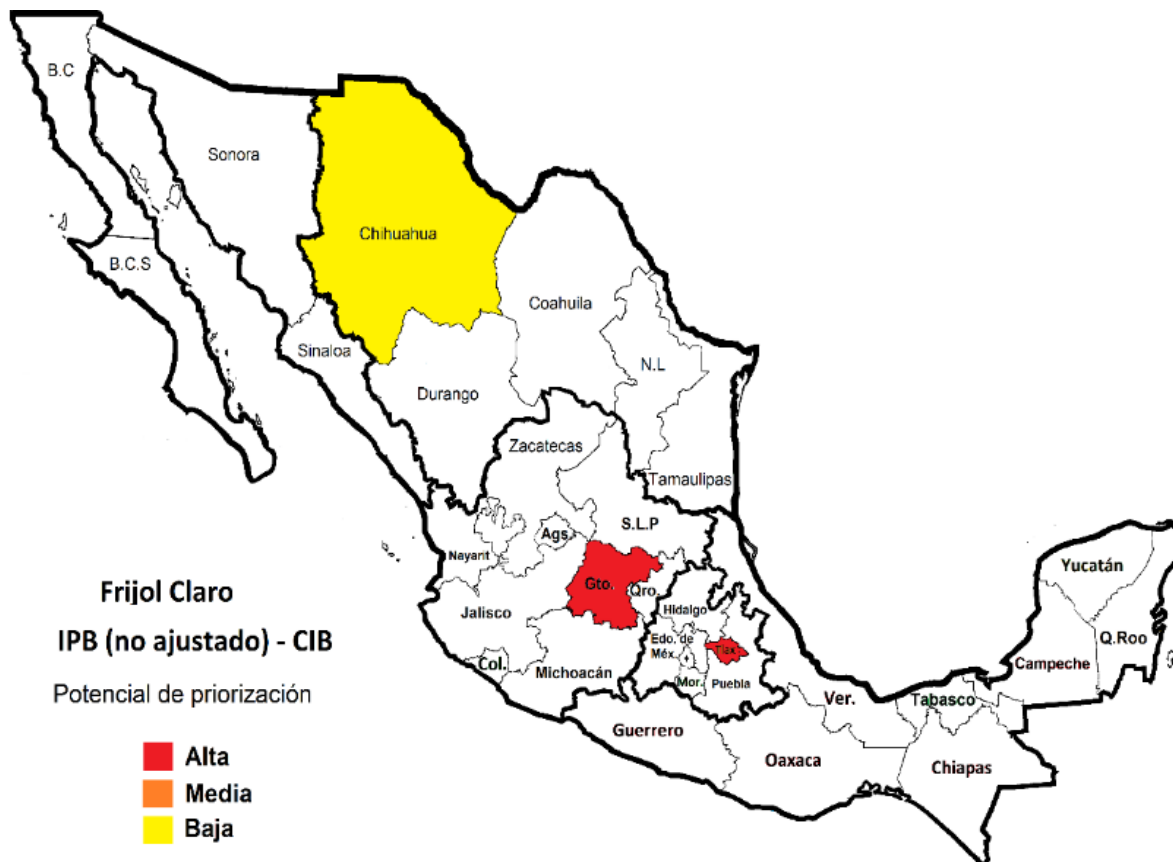 B.C
Sonora
Chihuahua
B.C.S
Coahuila
Sinaloa
N.L
Durango
Zacatecas
Tamaulipas
S.L.P
Ags.
Nayarit
Gto.
Qro.
Yucatán
Hidalgo
Jalisco
Edo. de
Méx.
Tlax.
Q.Roo
Col.
Michoacán
Mor.
Puebla
Campeche
Ver.
Tabasco
Guerrero
Oaxaca
Chiapas
Frijol Claro
IPB (no ajustado) - CIB
Potencial de priorización
Alta
Media
Baja